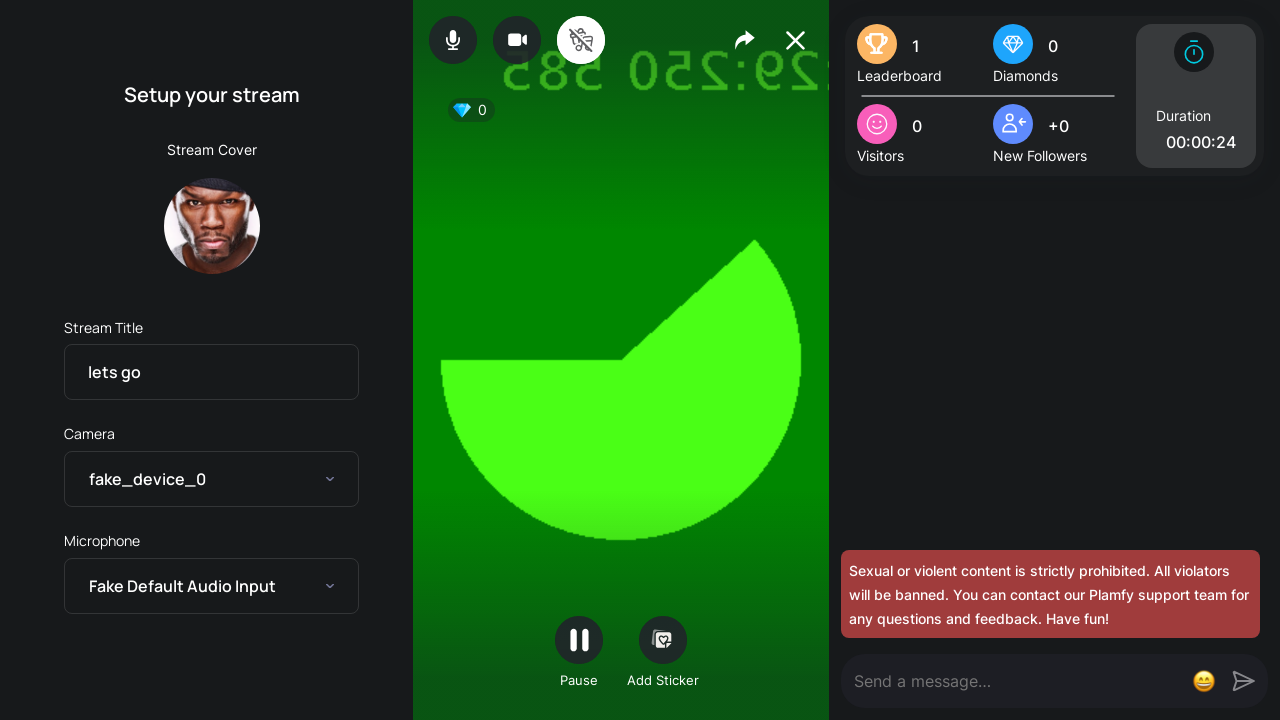 Setup your stream
Stream Cover
Stream Title
lets go
Camera
fake_device_0
Microphone
Fake Default Audio Input
0
Pause
Add Sticker
1
Leaderboard
0
Diamonds
0
Visitors
+0
New Followers
Duration
00:00:24
Sexual or violent content is strictly prohibited. All violators
will be banned. You can contact our Plamfy support team for
any questions and feedback. Have fun!
Send a message...